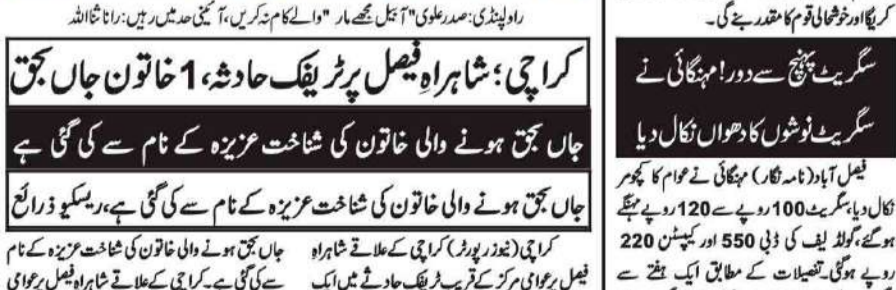 کریگا اور خوشحالی قوم کا مقدر بنے گی۔
سگریٹ پہنچ سے دور! مہنگائی نے
سگریٹ نوشوں کا دھواں نکال دیا
فیصل آباد (نامہ نگار) مہنگائی نے عوام کا کچومر
نکال دیا، سگریٹ 100 روپے سے 120 روپے مہنگے
ہو گئے، گولڈ لیف کی ڈبی 550 اور کیپسٹن 220
روپے ہو گئی۔ تفصیلات کے مطابق ایک ہفتے سے
راولپنڈی: صدر علوی "آ بیل مجھے مار" والے کام نہ کریں، آئینی حد میں رہیں: رانا ثنااللہ
کراچی؛ شاہراہِ فیصل پر ٹریفک حادثہ، 1 خاتون جاں بحق
جاں بحق ہونے والی خاتون کی شناخت عزیزہ کے نام سے کی گئی ہے
جاں بحق ہونے والی خاتون کی شناخت عزیزہ کے نام سے کی گئی ہے، ریسکیو ذرائع
کراچی (نیوز رپورٹر) کراچی کے علاقے شاہراہ
فیصل پر عوامی مرکز کے قریب ٹریفک حادثے میں ایک
جاں بحق ہونے والی خاتون کی شناخت عزیزہ کے نام
سے کی گئی ہے۔ کراچی کے علاقے شاہراہ فیصل پر عوامی